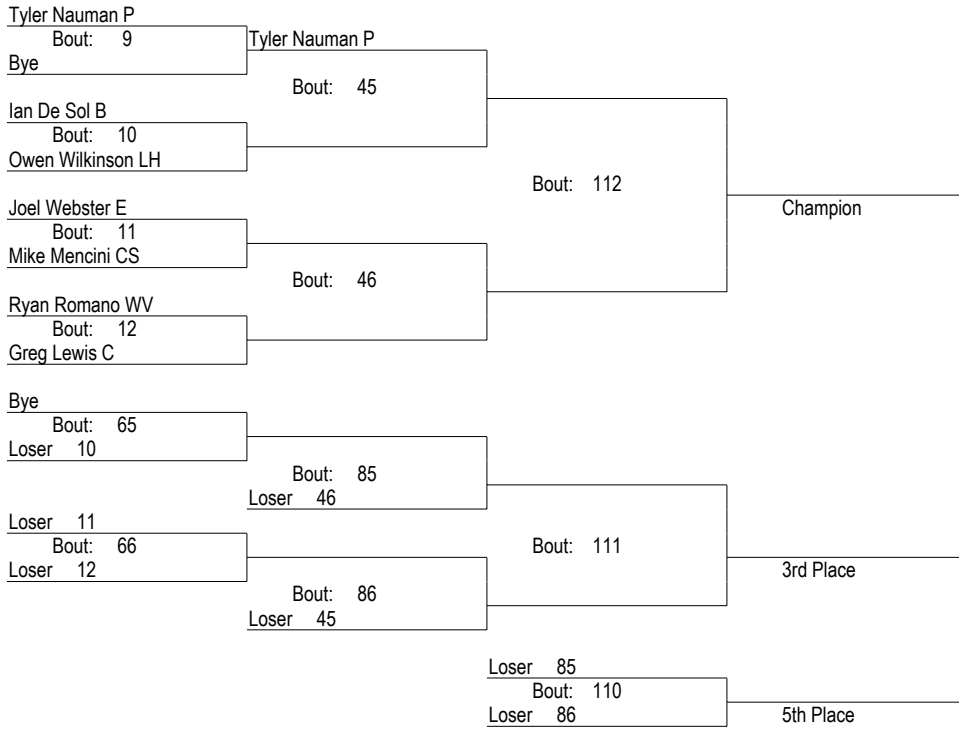 Tyler Nauman P
Bout: 9
Tyler Nauman P
Bye
Bout: 45
Ian De Sol B
Bout: 10
Owen Wilkinson LH
Bout: 112
Joel Webster E
Champion
Bout: 11
Mike Mencini CS
Bout: 46
Ryan Romano WV
Bout: 12
Greg Lewis C
Bye
Bout: 65
Loser 10
Bout: 85
Loser 46
Loser 11
Bout: 66
Bout: 111
Loser 12
3rd Place
Bout: 86
Loser 45
Loser 85
Bout: 110
Loser 86
5th Place